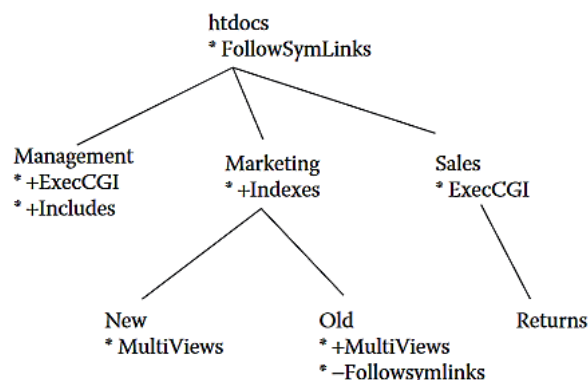 htdocs
* FollowSymLinks
Management
* +ExecCGI
* +Includes
Marketing
* +Indexes
Sales
* ExecCGI
New
* MultiViews
Old
* +MultiViews
* –Followsymlinks
Returns